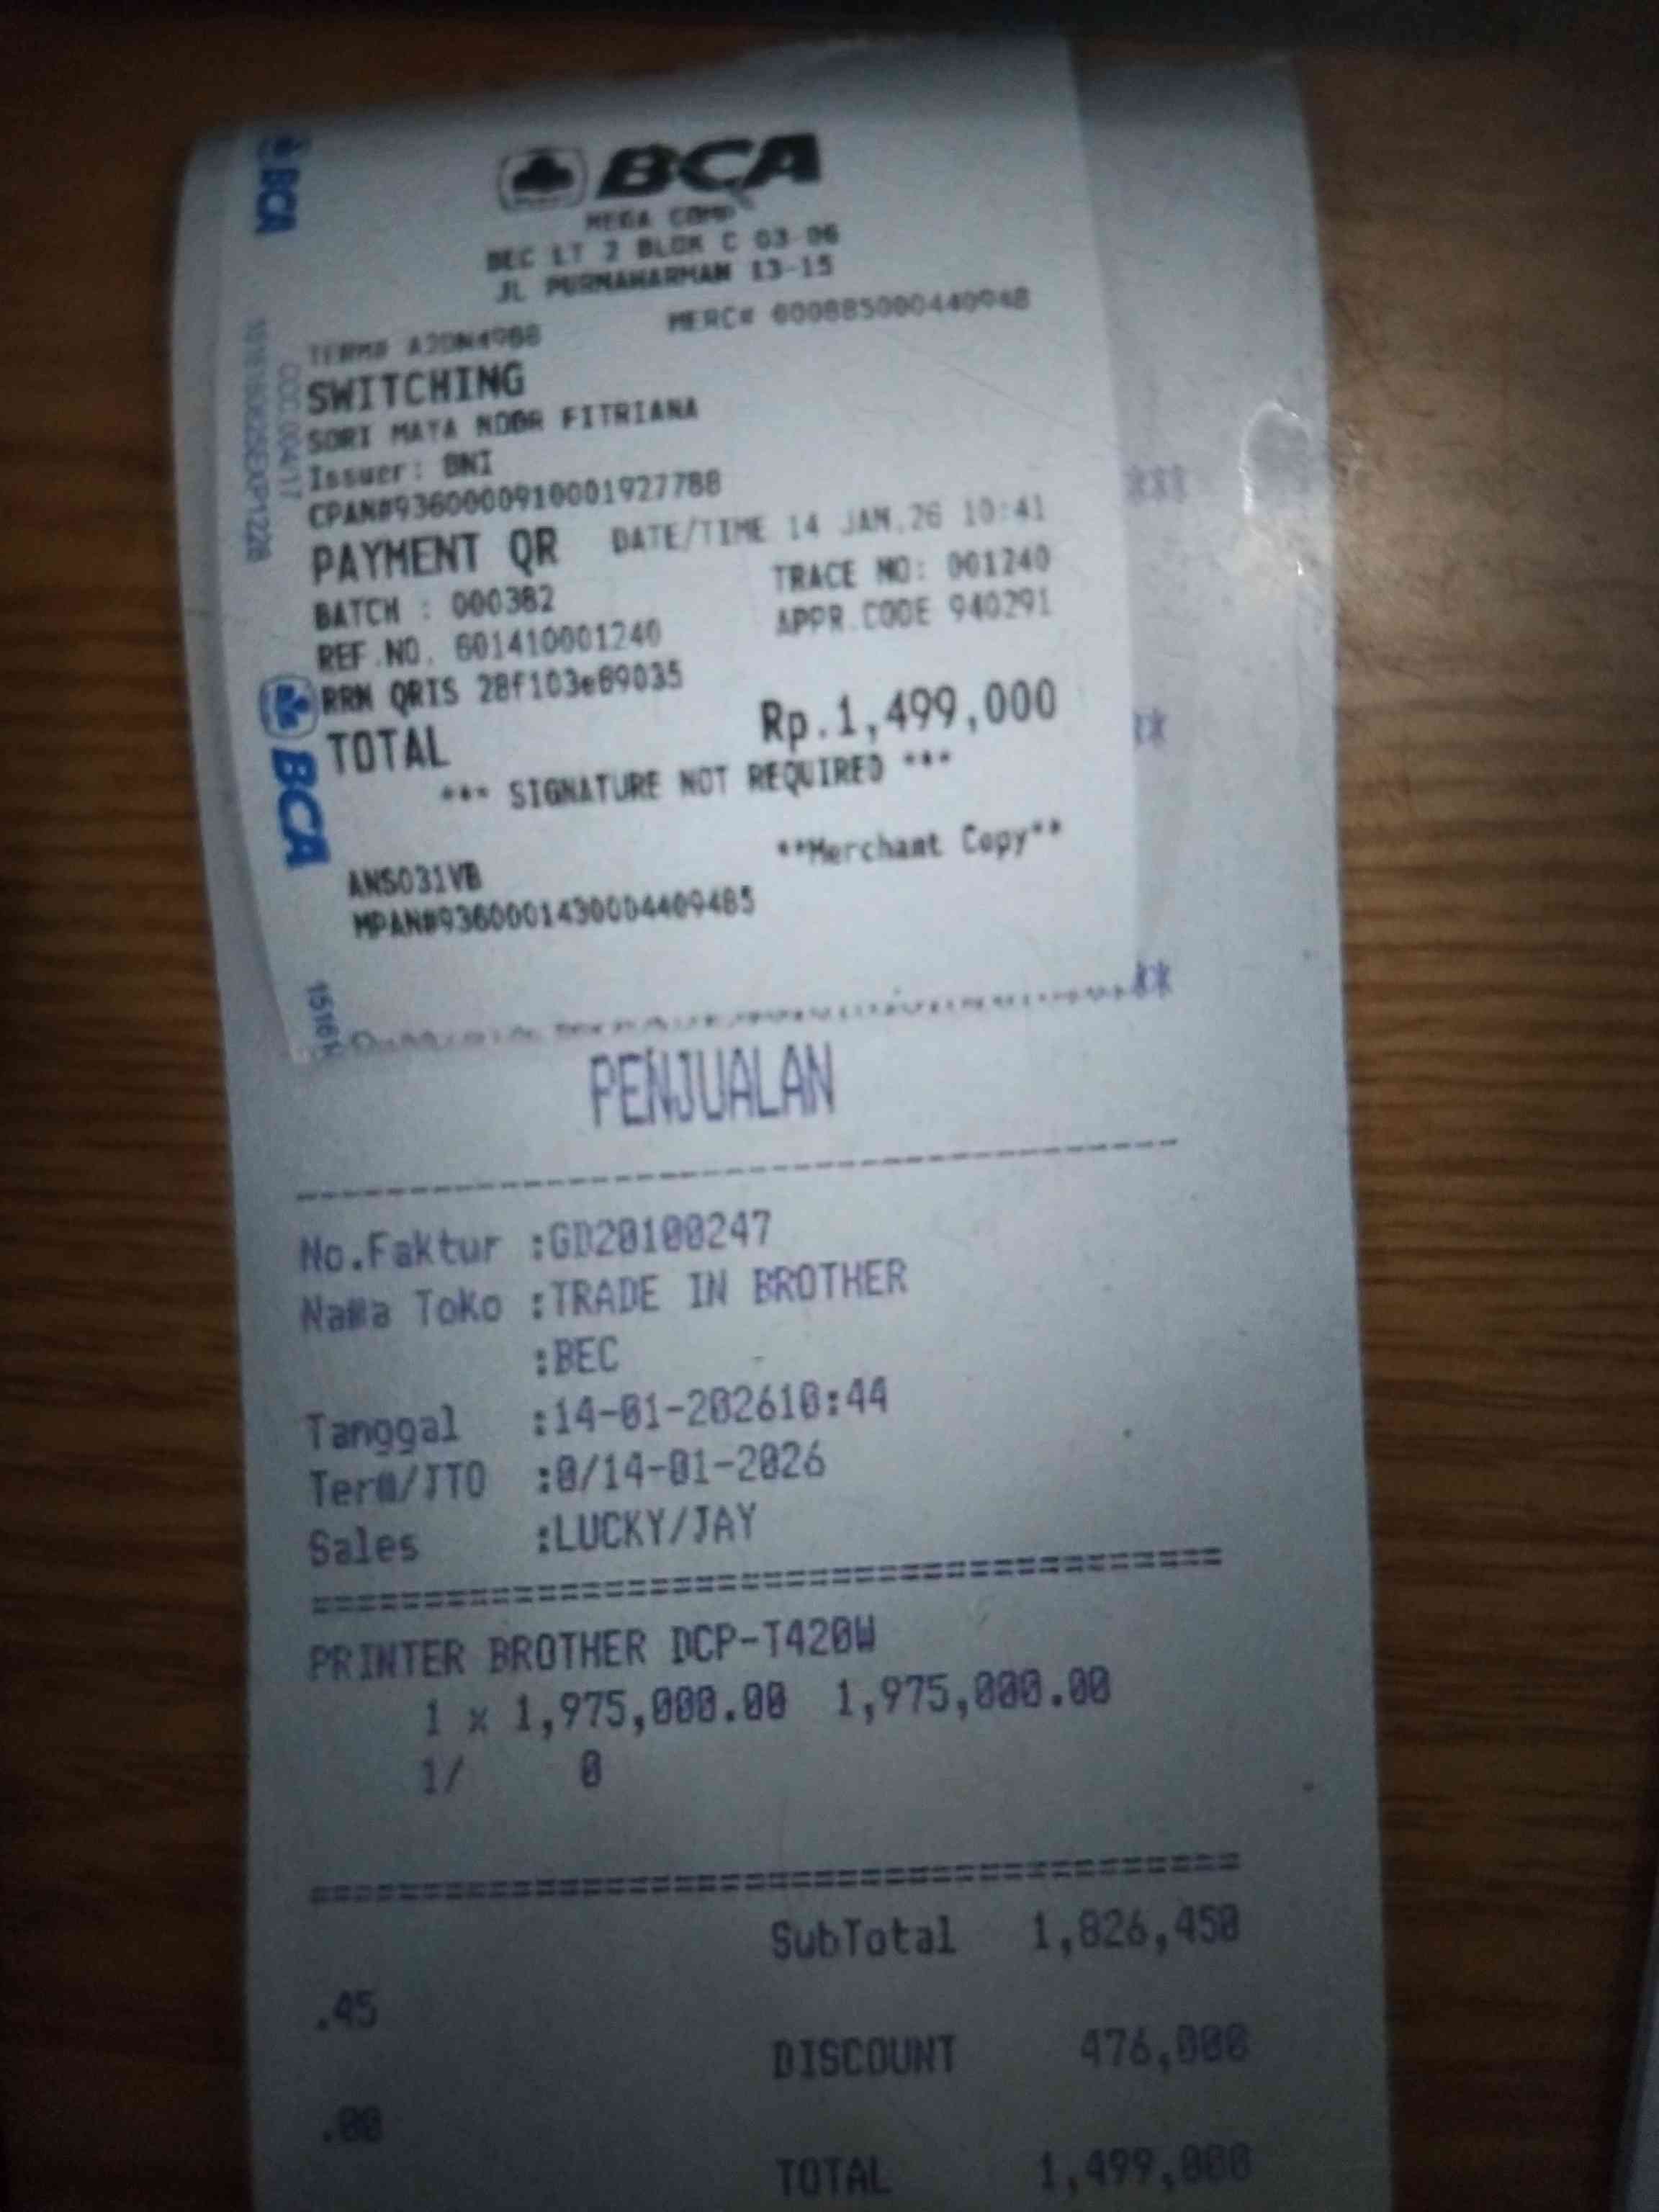 BCA
BCA
MEGA COMP
BEC LT 2 BLOK C 03-06
JL PURNAWARMAN 13-15
TERM# MERC# 000885000440948
SWITCHING
SORI MAYA NOOR FITRIANA
Issuer: BNI
CPAN#9360000910001927788
PAYMENT QR DATE/TIME 14 JAN,26 10:41
BATCH : 000382 TRACE NO: 001240
REF.NO. 601410001240 APPR.CODE 940291
RRN QRIS 28f103e89035
TOTAL Rp.1,499,000
*** SIGNATURE NOT REQUIRED ***
BCA
**Merchant Copy**
ANS031VB
MPAN#9360001430004409485
***
**
**
PENJUALAN
No.Faktur :GD20100247
Nama Toko :TRADE IN BROTHER
:BEC
Tanggal :14-01-202610:44
Term/JTO :0/14-01-2026
Sales :LUCKY/JAY
PRINTER BROTHER DCP-T420W
1 x 1,975,000.00 1,975,000.00
1/ 0
SubTotal 1,826,450
.45
DISCOUNT 476,000
.00
TOTAL 1,499,000